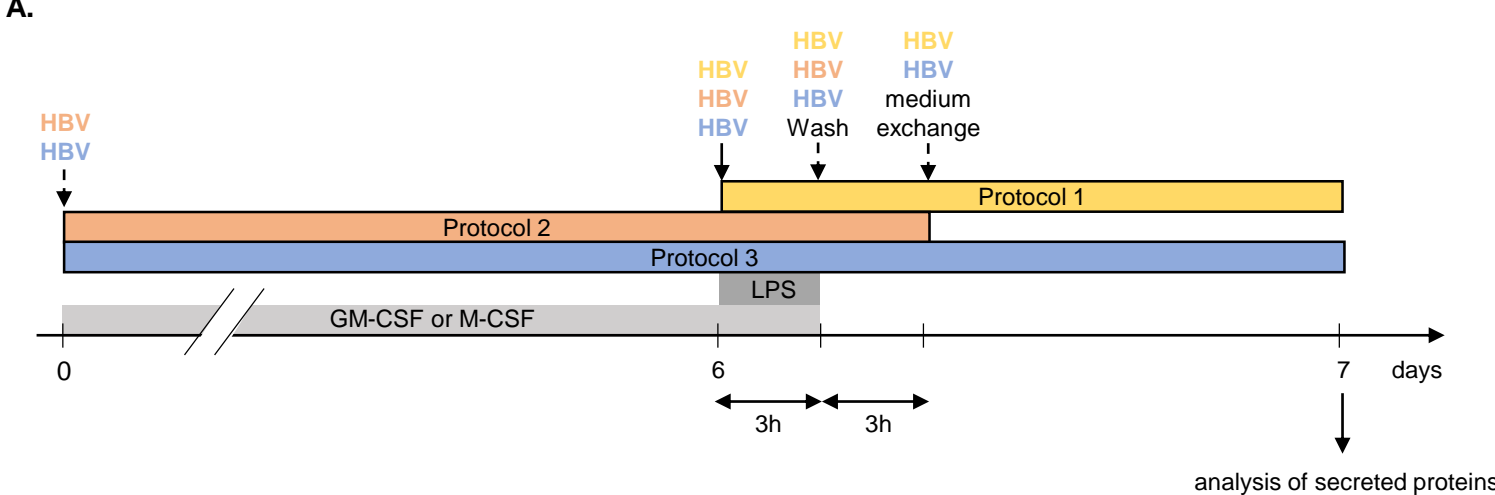 A.
HBV
HBV
HBV
HBV
HBV
HBV
HBV
HBV
Wash
HBV
HBV
medium
exchange
Protocol 1
Protocol 2
Protocol 3
LPS
GM-CSF or M-CSF
0
6
7
days
3h
3h
analysis of secreted proteins